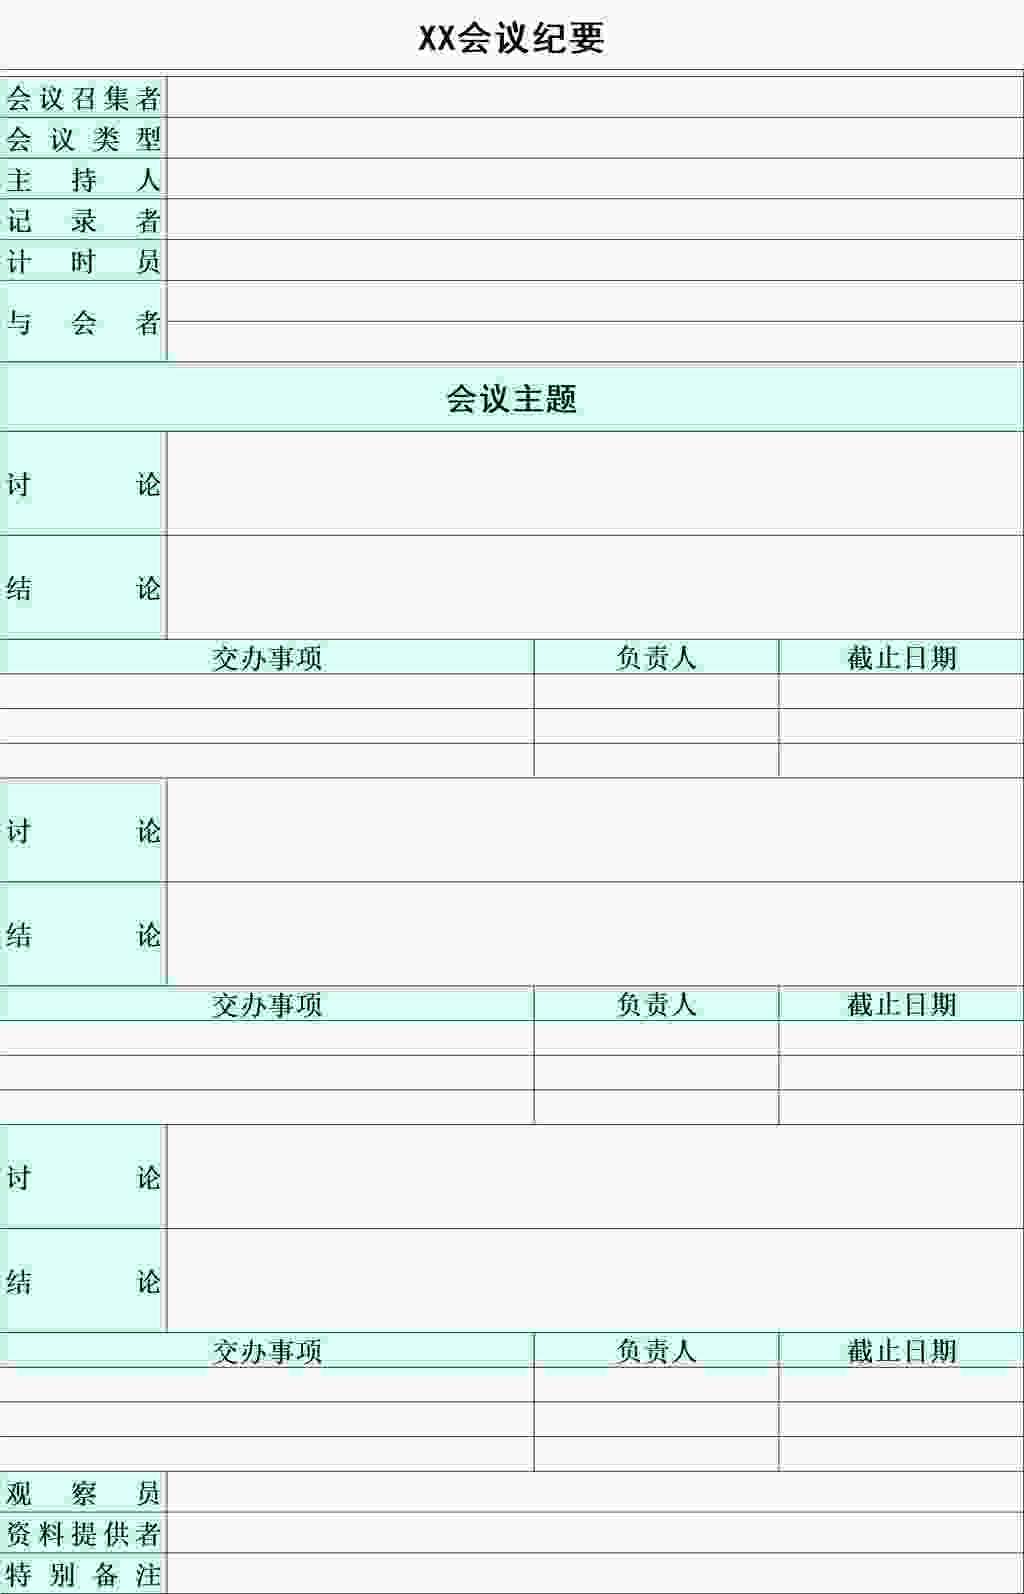 XX会议纪要
会议召集者
会议类型
主持人
记录者
计时员
与会者
会议主题
讨论
结论
交办事项 负责人 截止日期
讨论
结论
交办事项 负责人 截止日期
讨论
结论
交办事项 负责人 截止日期
观察员
资料提供者
特别备注